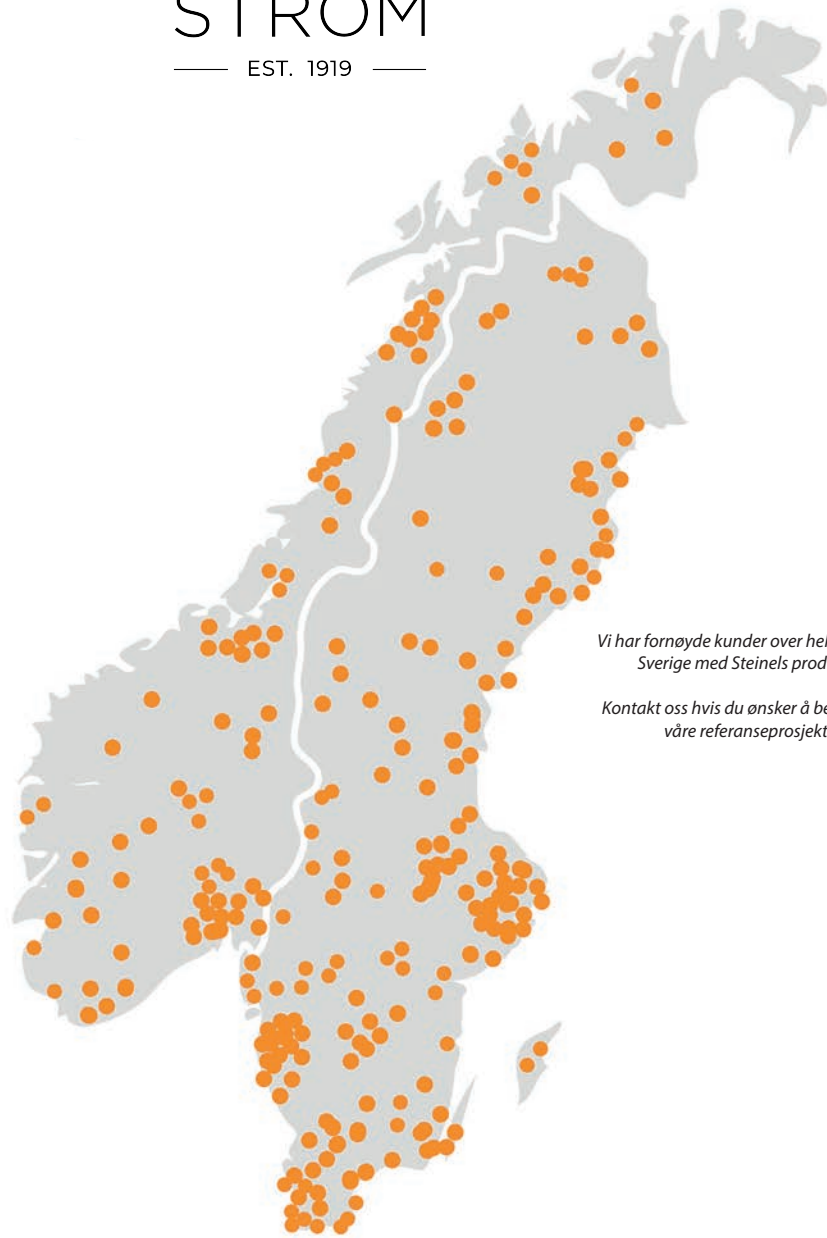 STROM
EST. 1919
Vi har fornøyde kunder over hel
Sverige med Steinels prod
Kontakt oss hvis du ønsker å be
våre referanseprosjekt